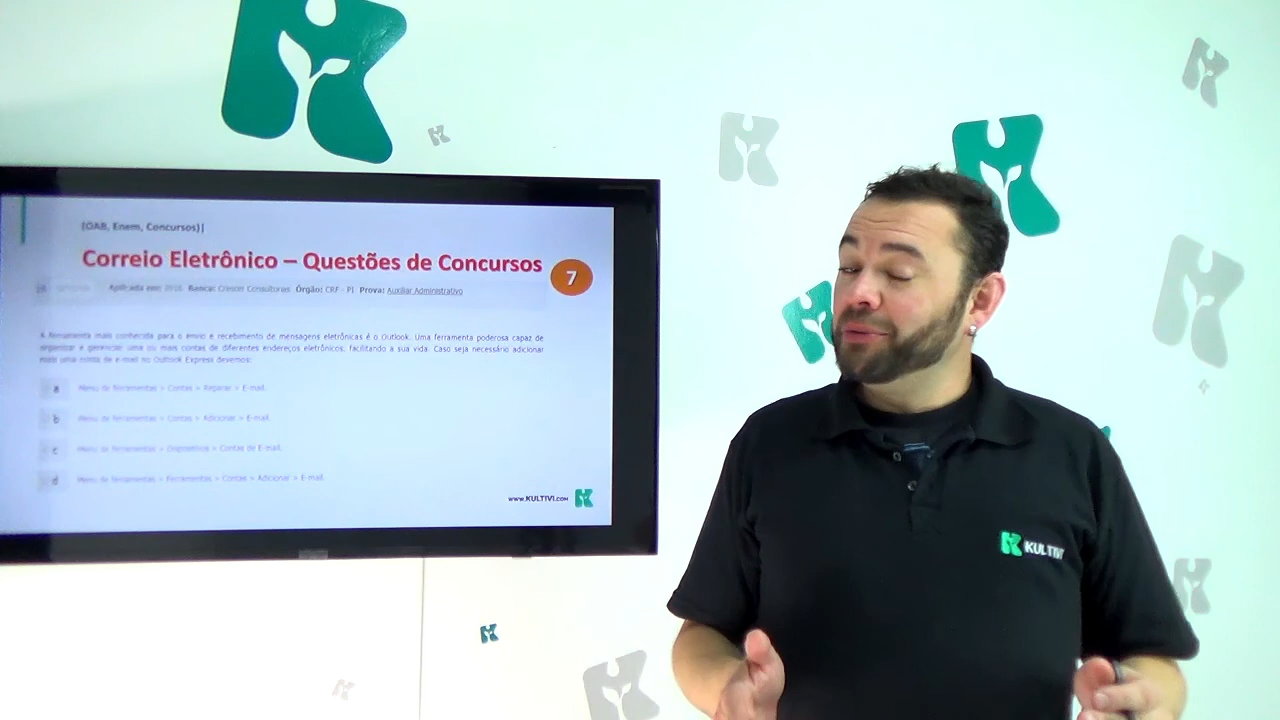 (OAB, Enem, Concursos)|
Correio Eletrônico – Questões de Concursos
7
Aplicada em: 2016 Banca: Crescer Consultorias Órgão: CRF - PI Prova: Auxiliar Administrativo
A ferramenta mais conhecida para o envio e recebimento de mensagens eletrônicas é o Outlook. Uma ferramenta poderosa capaz de
organizar e gerenciar uma ou mais contas de diferentes endereços eletrônicos, facilitando a sua vida. Caso seja necessário adicionar
mais uma conta de e-mail no Outlook Express devemos:
a Menu de ferramentas > Contas > Reparar > E-mail.
b Menu de ferramentas > Contas > Adicionar > E-mail.
c Menu de ferramentas > Dispositivos > Contas de E-mail.
d Menu de ferramentas > Ferramentas > Contas > Adicionar > E-mail.
www.KULTIVI.com
KULTIVI